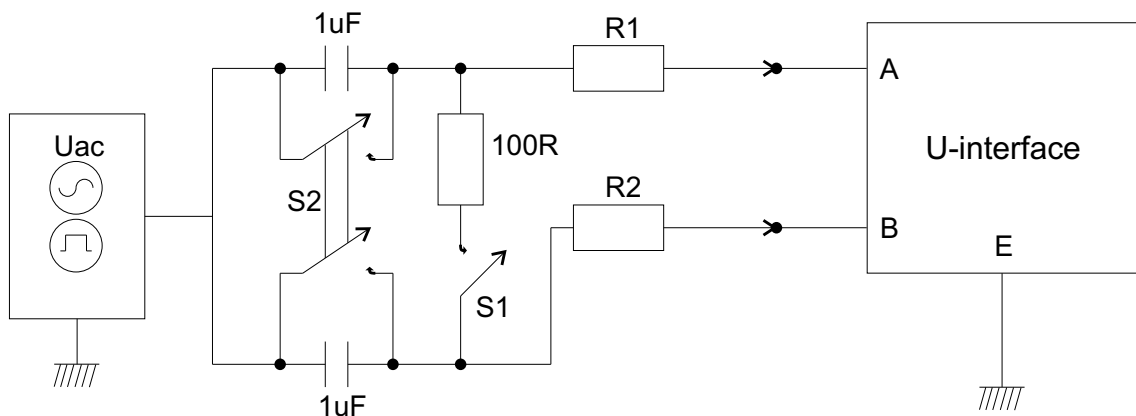 1uF
R1
A
Uac
100R
U-interface
S2
R2
B
E
S1
1uF